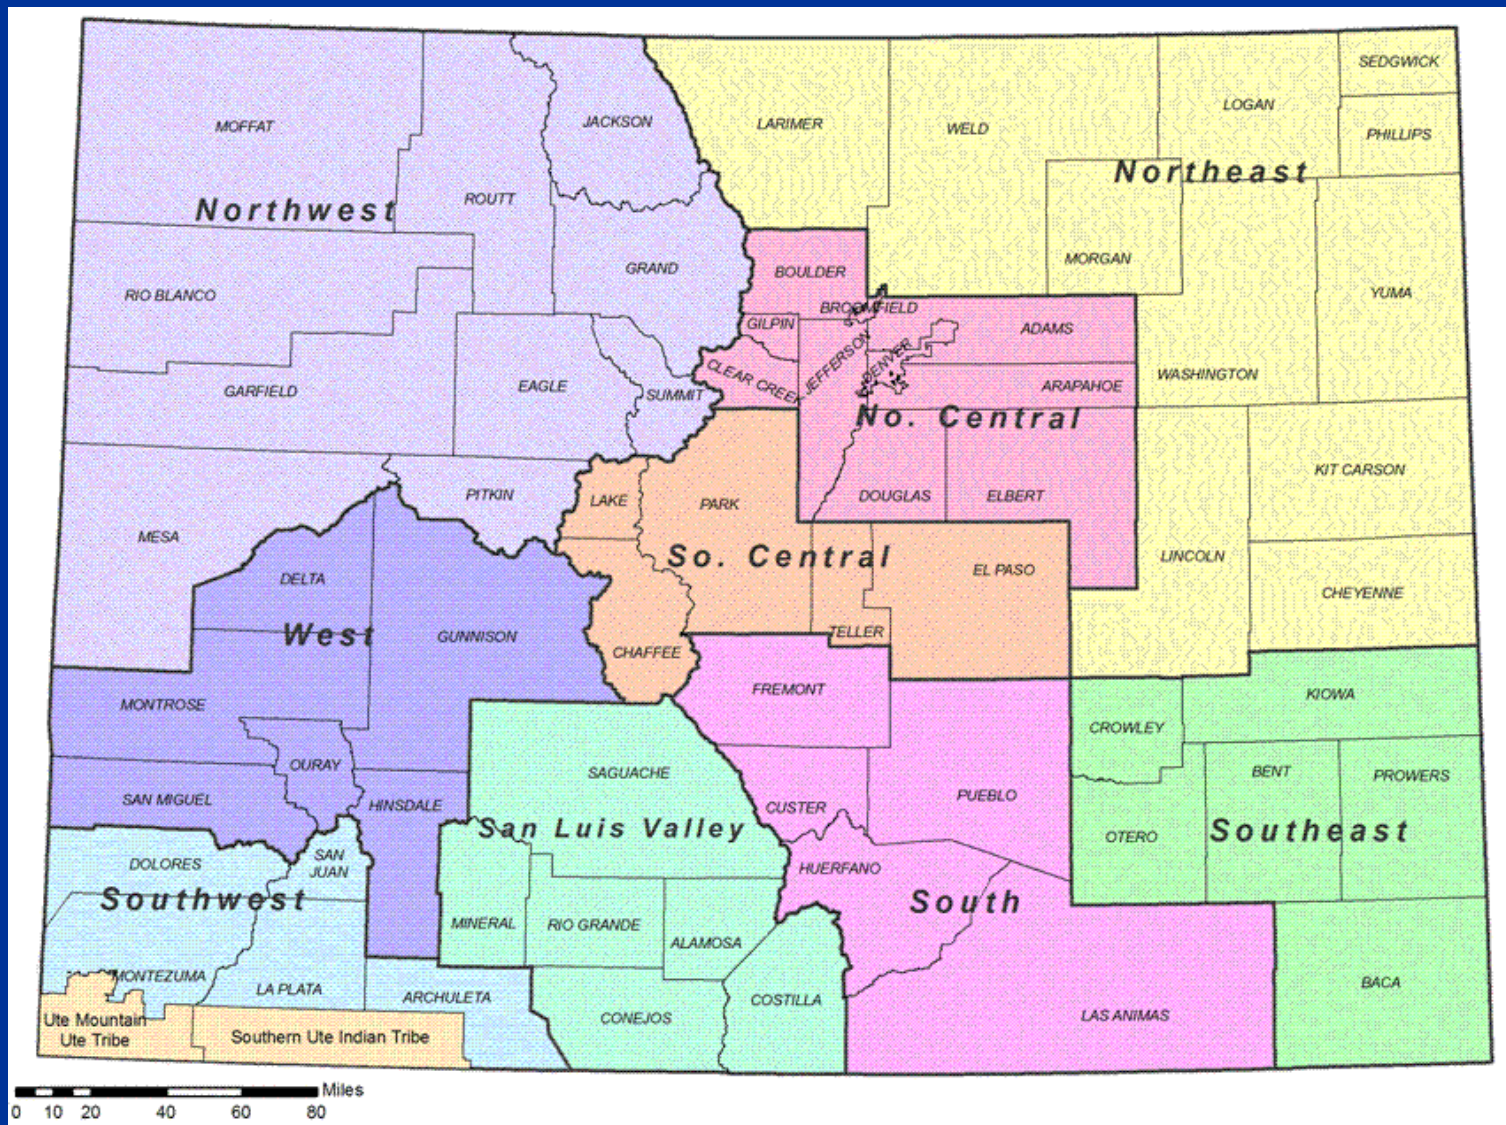 SEDGWICK
LOGAN
PHILLIPS
MOFFAT
JACKSON
LARIMER
WELD
Northeast
ROUTT
Northwest
MORGAN
GRAND
BOULDER
RIO BLANCO
YUMA
BROOMFIELD
GILPIN
ADAMS
JEFFERSON
DENVER
CLEAR CREEK
WASHINGTON
GARFIELD
EAGLE
SUMMIT
ARAPAHOE
No. Central
KIT CARSON
PITKIN
LAKE
PARK
DOUGLAS
ELBERT
MESA
So. Central
LINCOLN
DELTA
EL PASO
CHEYENNE
West
GUNNISON
TELLER
CHAFFEE
FREMONT
KIOWA
MONTROSE
CROWLEY
OURAY
SAGUACHE
BENT
PROWERS
SAN MIGUEL
HINSDALE
CUSTER
PUEBLO
San Luis Valley
OTERO
Southeast
DOLORES
SAN
JUAN
HUERFANO
Southwest
South
MINERAL
RIO GRANDE
ALAMOSA
MONTEZUMA
LA PLATA
ARCHULETA
COSTILLA
BACA
Ute Mountain
Ute Tribe
Southern Ute Indian Tribe
CONEJOS
LAS ANIMAS
Miles
0 10 20 40 60 80